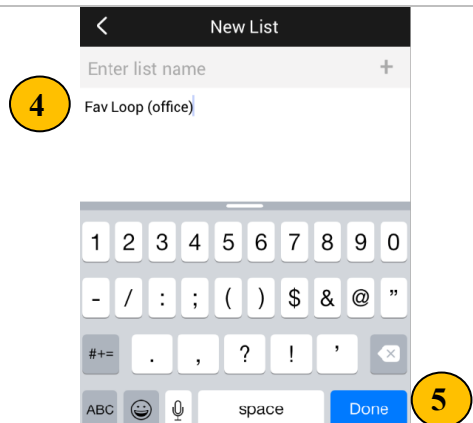 New List
Enter list name +
4
Fav Loop (office)
1 2 3 4 5 6 7 8 9 0
- / : ; ( ) $ & @ "
#+= . , ? ! '
ABC space Done
5